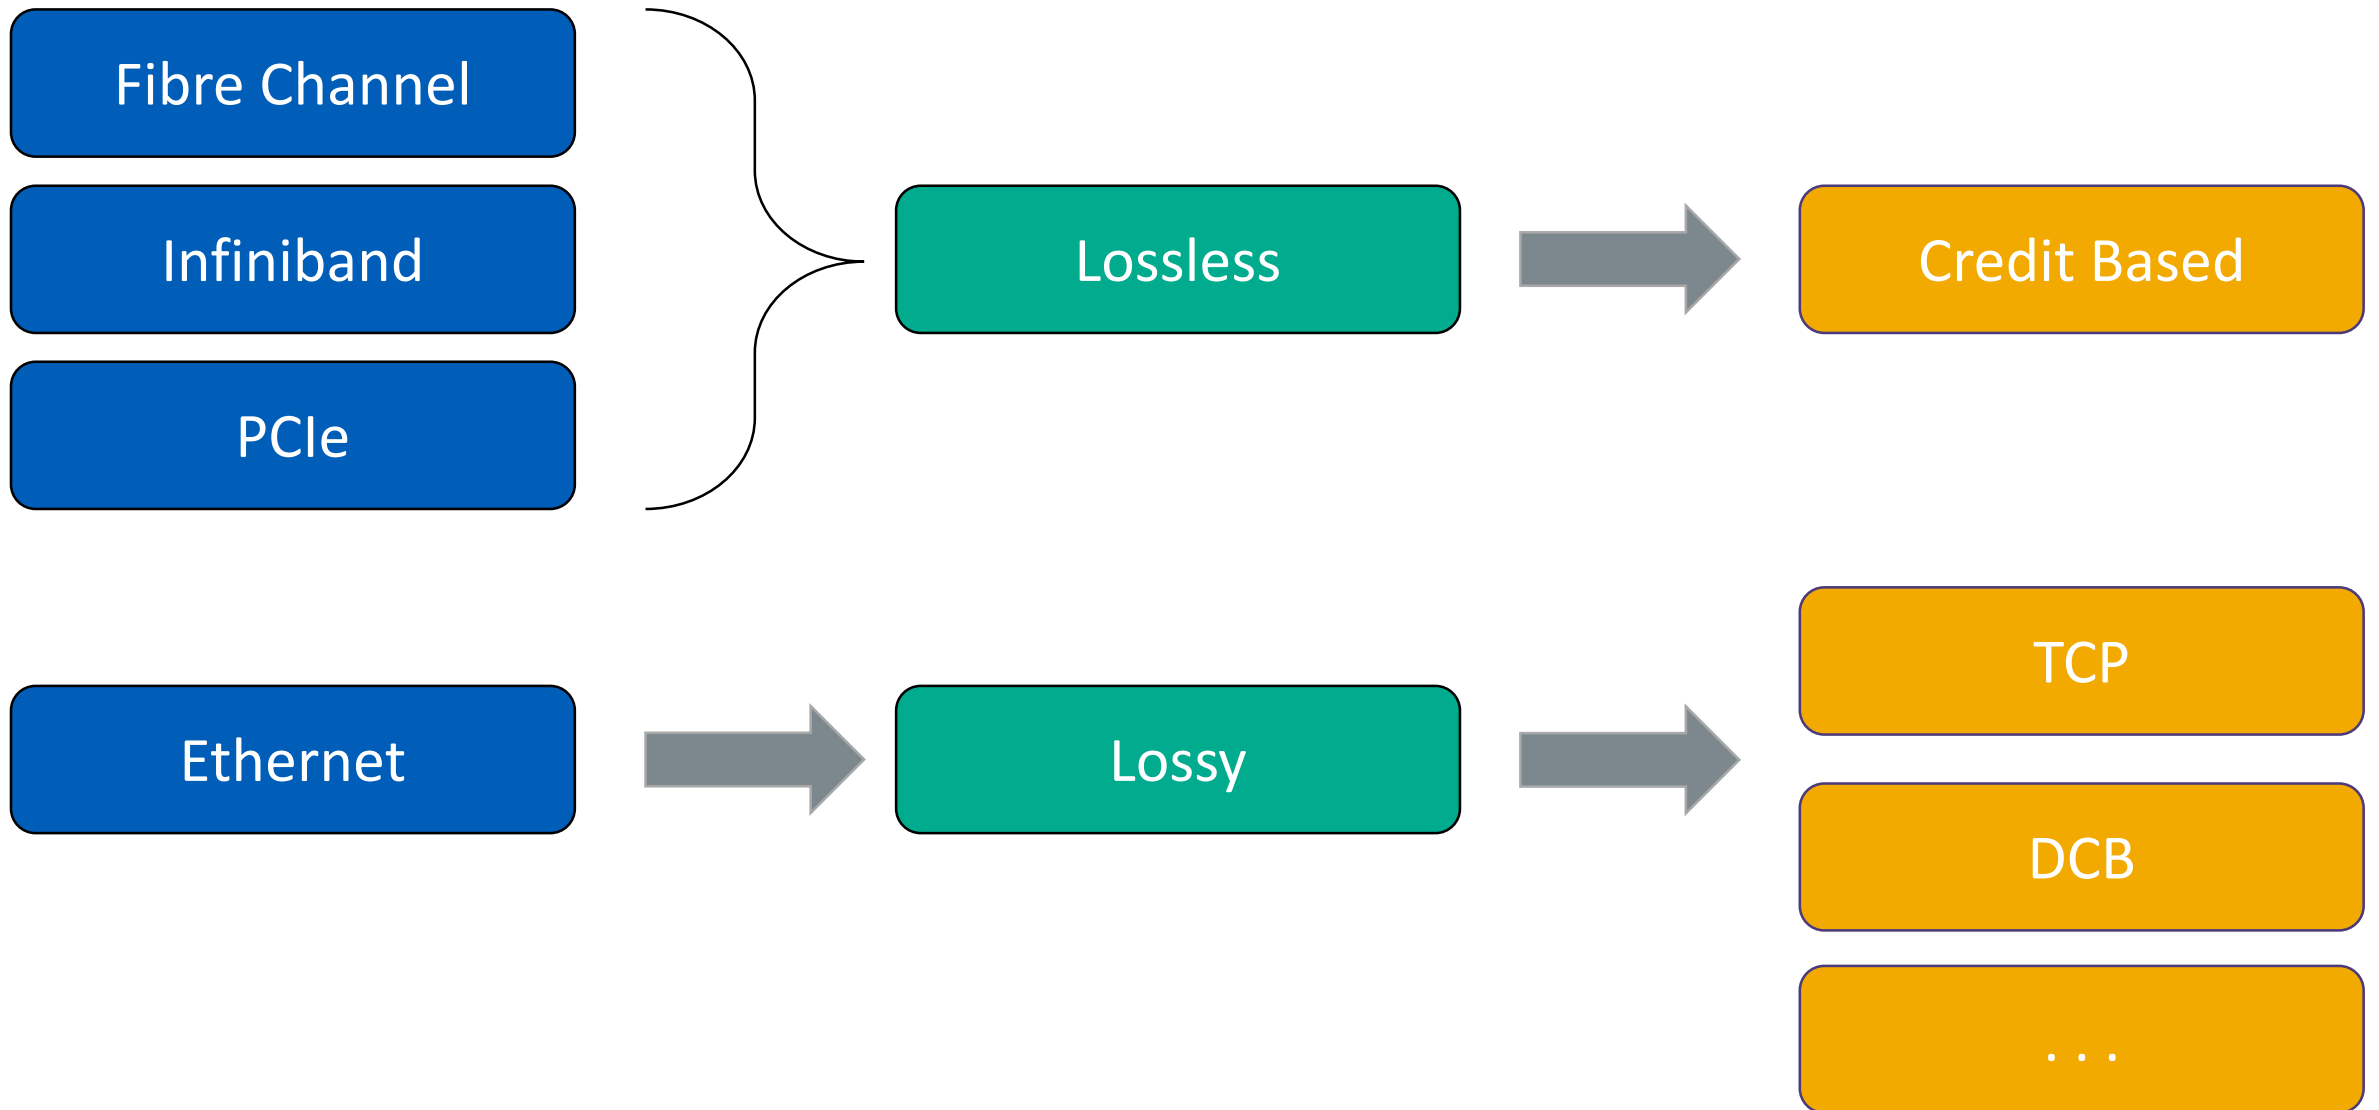 Fibre Channel
Infiniband
PCIe
Lossless
Credit Based
Ethernet
Lossy
TCP
DCB
. . .